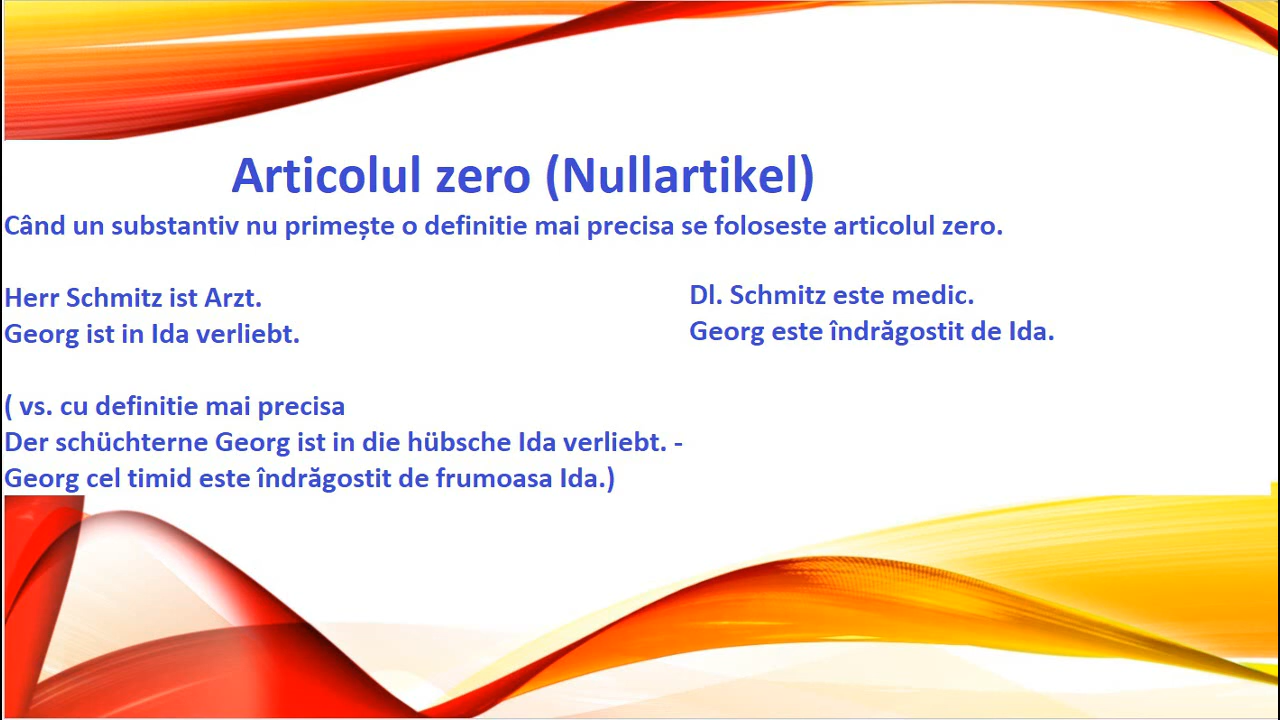 Articolul zero (Nullartikel)
Când un substantiv nu primește o definitie mai precisa se foloseste articolul zero.
Herr Schmitz ist Arzt.
Georg ist in Ida verliebt.
Dl. Schmitz este medic.
Georg este îndrăgostit de Ida.
( vs. cu definitie mai precisa
Der schüchterne Georg ist in die hübsche Ida verliebt. -
Georg cel timid este îndrăgostit de frumoasa Ida.)